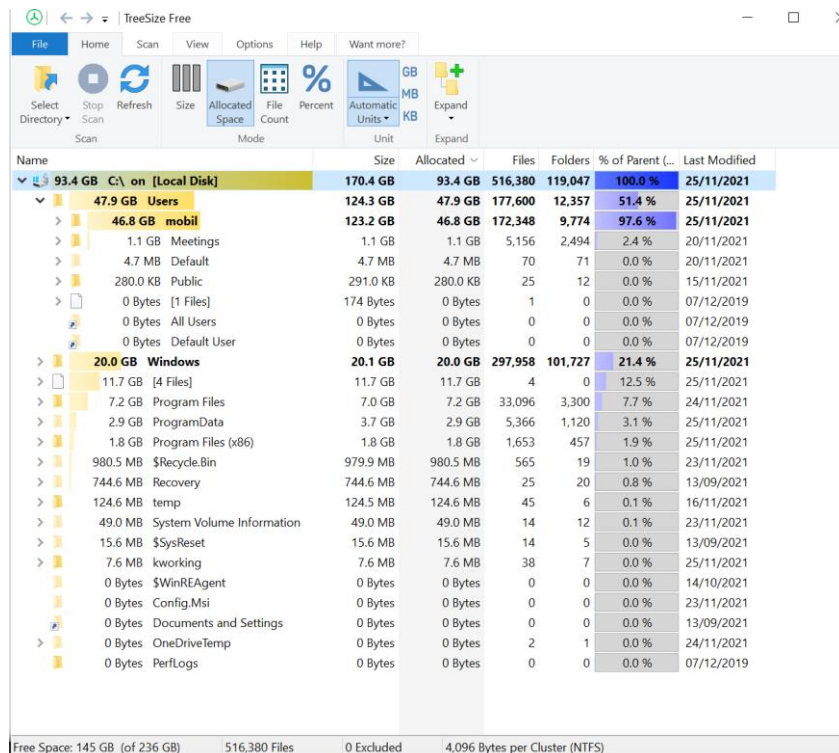 TreeSize Free
File Home Scan View Options Help Want more?
Select Directory Stop Scan Refresh Size Allocated Space File Count Percent Automatic Units GB MB KB Expand
Scan Mode Unit Expand
Name Size Allocated Files Folders % of Parent (... Last Modified
93.4 GB C:\ on [Local Disk] 170.4 GB 93.4 GB 516,380 119,047 100.0 % 25/11/2021
47.9 GB Users 124.3 GB 47.9 GB 177,600 12,357 51.4 % 25/11/2021
46.8 GB mobil 123.2 GB 46.8 GB 172,348 9,774 97.6 % 25/11/2021
1.1 GB Meetings 1.1 GB 1.1 GB 5,156 2,494 2.4 % 20/11/2021
4.7 MB Default 4.7 MB 4.7 MB 70 71 0.0 % 20/11/2021
280.0 KB Public 291.0 KB 280.0 KB 25 12 0.0 % 15/11/2021
0 Bytes [1 Files] 174 Bytes 0 Bytes 1 0 0.0 % 07/12/2019
0 Bytes All Users 0 Bytes 0 Bytes 0 0 0.0 % 07/12/2019
0 Bytes Default User 0 Bytes 0 Bytes 0 0 0.0 % 07/12/2019
20.0 GB Windows 20.1 GB 20.0 GB 297,958 101,727 21.4 % 25/11/2021
11.7 GB [4 Files] 11.7 GB 11.7 GB 4 0 12.5 % 25/11/2021
7.2 GB Program Files 7.0 GB 7.2 GB 33,096 3,300 7.7 % 24/11/2021
2.9 GB ProgramData 3.7 GB 2.9 GB 5,366 1,120 3.1 % 25/11/2021
1.8 GB Program Files (x86) 1.8 GB 1.8 GB 1,653 457 1.9 % 25/11/2021
980.5 MB $Recycle.Bin 979.9 MB 980.5 MB 565 19 1.0 % 23/11/2021
744.6 MB Recovery 744.6 MB 744.6 MB 25 20 0.8 % 13/09/2021
124.6 MB temp 124.5 MB 124.6 MB 45 6 0.1 % 16/11/2021
49.0 MB System Volume Information 49.0 MB 49.0 MB 14 12 0.1 % 23/11/2021
15.6 MB $SysReset 15.6 MB 15.6 MB 14 5 0.0 % 13/09/2021
7.6 MB kworking 7.6 MB 7.6 MB 38 7 0.0 % 25/11/2021
0 Bytes $WinREAgent 0 Bytes 0 Bytes 0 0 0.0 % 14/10/2021
0 Bytes Config.Msi 0 Bytes 0 Bytes 0 0 0.0 % 23/11/2021
0 Bytes Documents and Settings 0 Bytes 0 Bytes 0 0 0.0 % 13/09/2021
0 Bytes OneDriveTemp 0 Bytes 0 Bytes 2 1 0.0 % 24/11/2021
0 Bytes PerfLogs 0 Bytes 0 Bytes 0 0 0.0 % 07/12/2019
Free Space: 145 GB (of 236 GB) 516,380 Files 0 Excluded 4,096 Bytes per Cluster (NTFS)